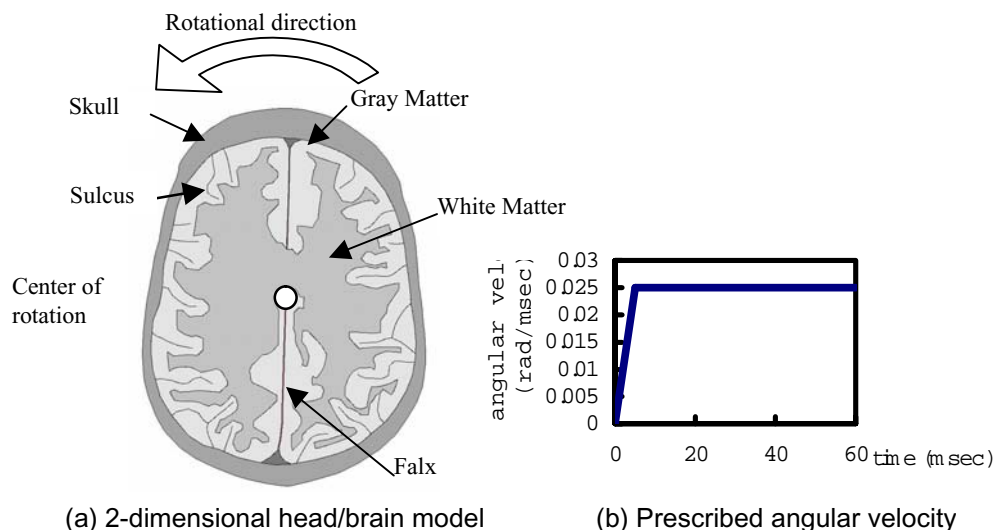 Rotational direction
Skull
Gray Matter
Sulcus
White Matter
Center of
rotation
Falx
(a) 2-dimensional head/brain model
angular vel
(rad/msec)
0.03
0.025
0.02
0.015
0.01
0.005
0
0 20 40 60 time (msec)
(b) Prescribed angular velocity